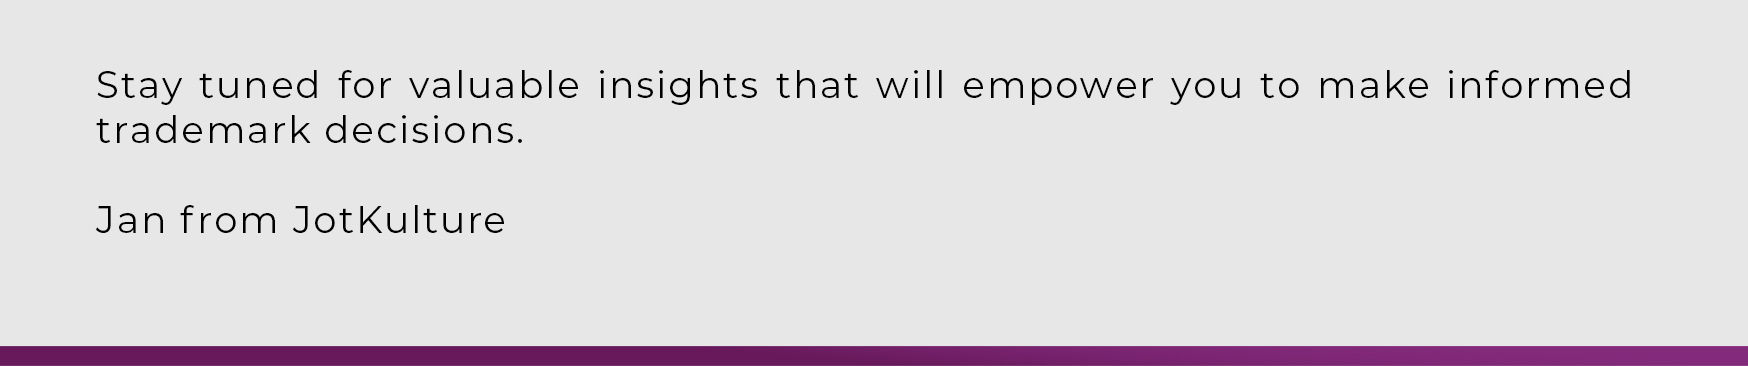 Stay tuned for valuable insights that will empower you to make informed
trademark decisions.
Jan from JotKulture